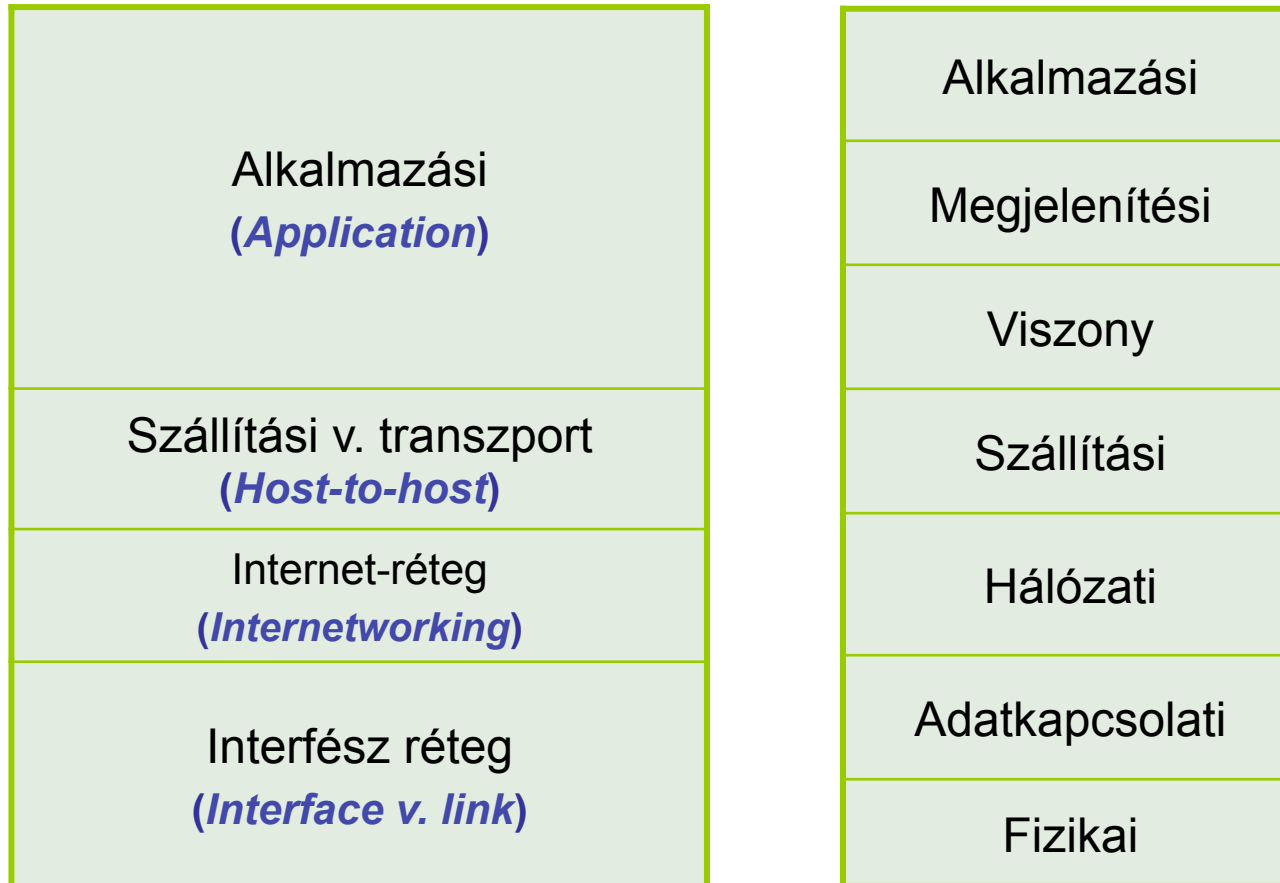 Alkalmazási
(Application)
Szállítási v. transzport
(Host-to-host)
Internet-réteg
(Internetworking)
Interfész réteg
(Interface v. link)
Alkalmazási
Megjelenítési
Viszony
Szállítási
Hálózati
Adatkapcsolati
Fizikai